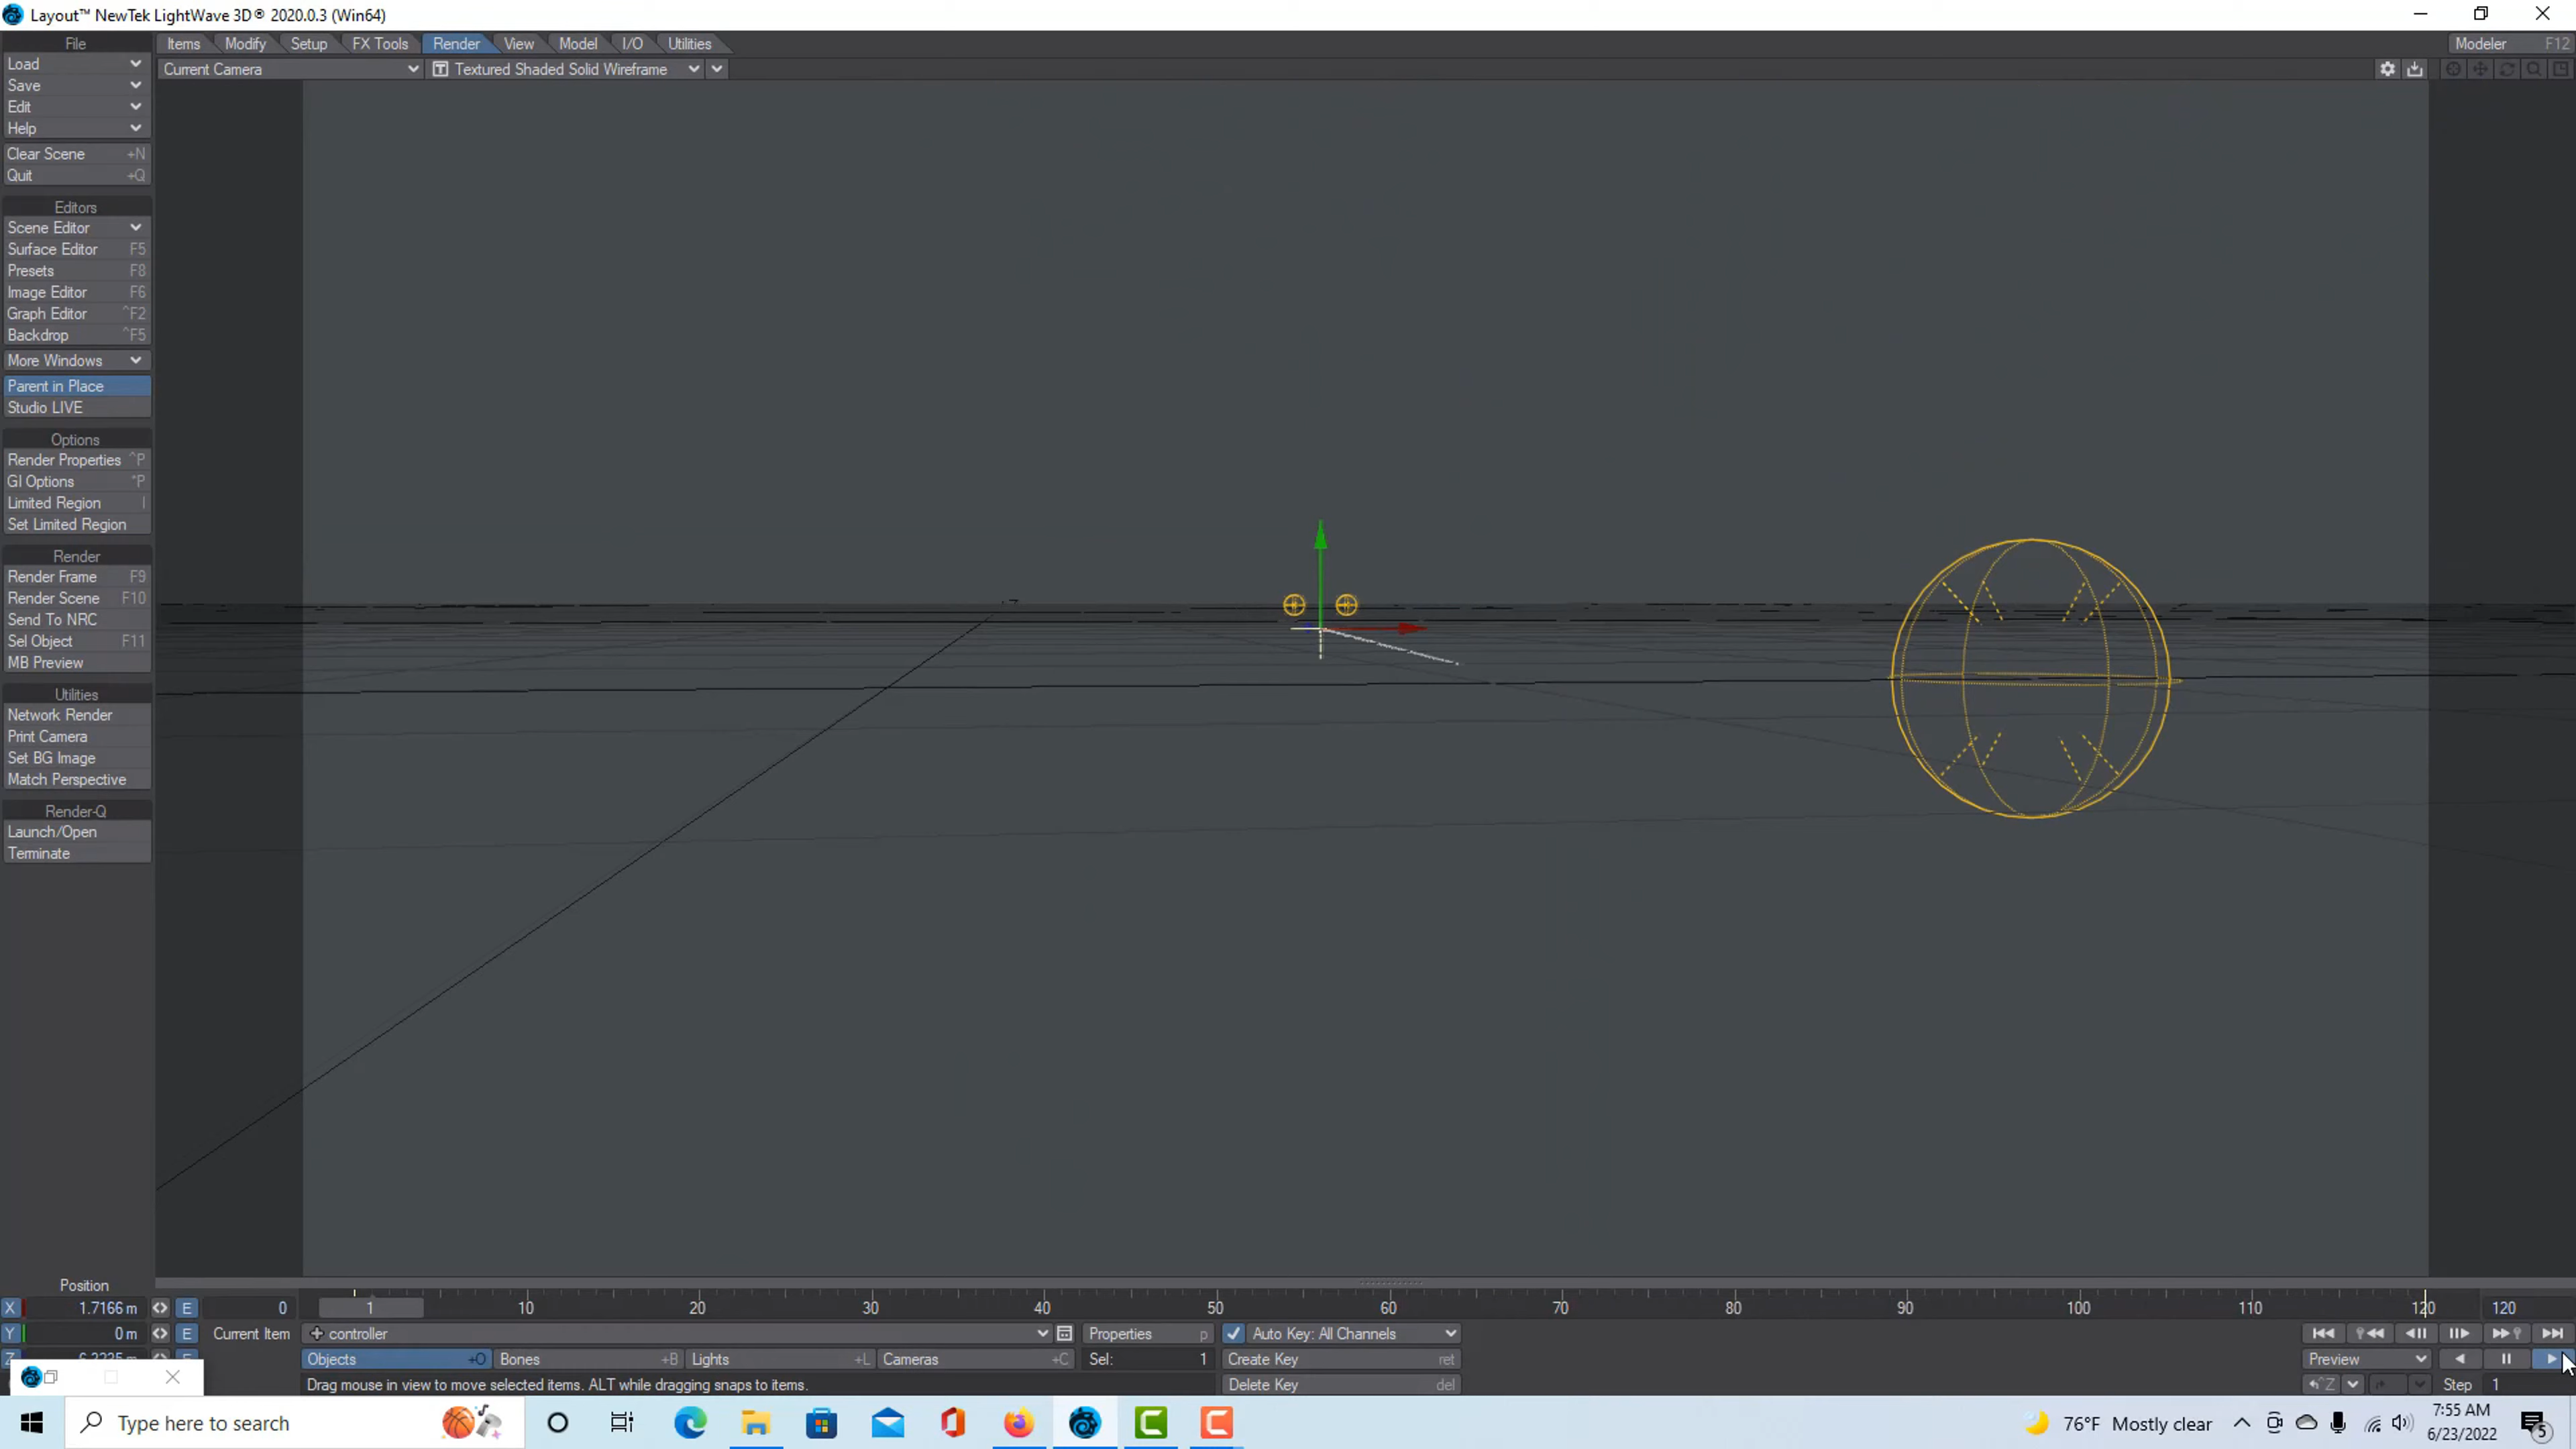 Layout™ NewTek LightWave 3D® 2020.0.3 (Win64)
File
Items Modify Setup FX Tools Render View Model I/O Utilities
Modeler F12
Load
Current Camera
Textured Shaded Solid Wireframe
Save
Edit
Help
Clear Scene +N
Quit +Q
Editors
Scene Editor
Surface Editor F5
Presets F8
Image Editor F6
Graph Editor ^F2
Backdrop ^F5
More Windows
Parent in Place
Studio LIVE
Options
Render Properties ^P
GI Options *P
Limited Region l
Set Limited Region
Render
Render Frame F9
Render Scene F10
Send To NRC
Sel Object F11
MB Preview
Utilities
Network Render
Print Camera
Set BG Image
Match Perspective
Render-Q
Launch/Open
Terminate
Position
X 1.7166 m E 0
1 10 20 30 40 50 60 70 80 90 100 110 120 120
Y 0 m E Current Item controller Properties p Auto Key: All Channels
Objects +O Bones +B Lights +L Cameras +C Sel: 1 Create Key ret
Preview
Drag mouse in view to move selected items. ALT while dragging snaps to items.
Delete Key del
^Z Step 1
Type here to search
76°F Mostly clear
7:55 AM
6/23/2022
5